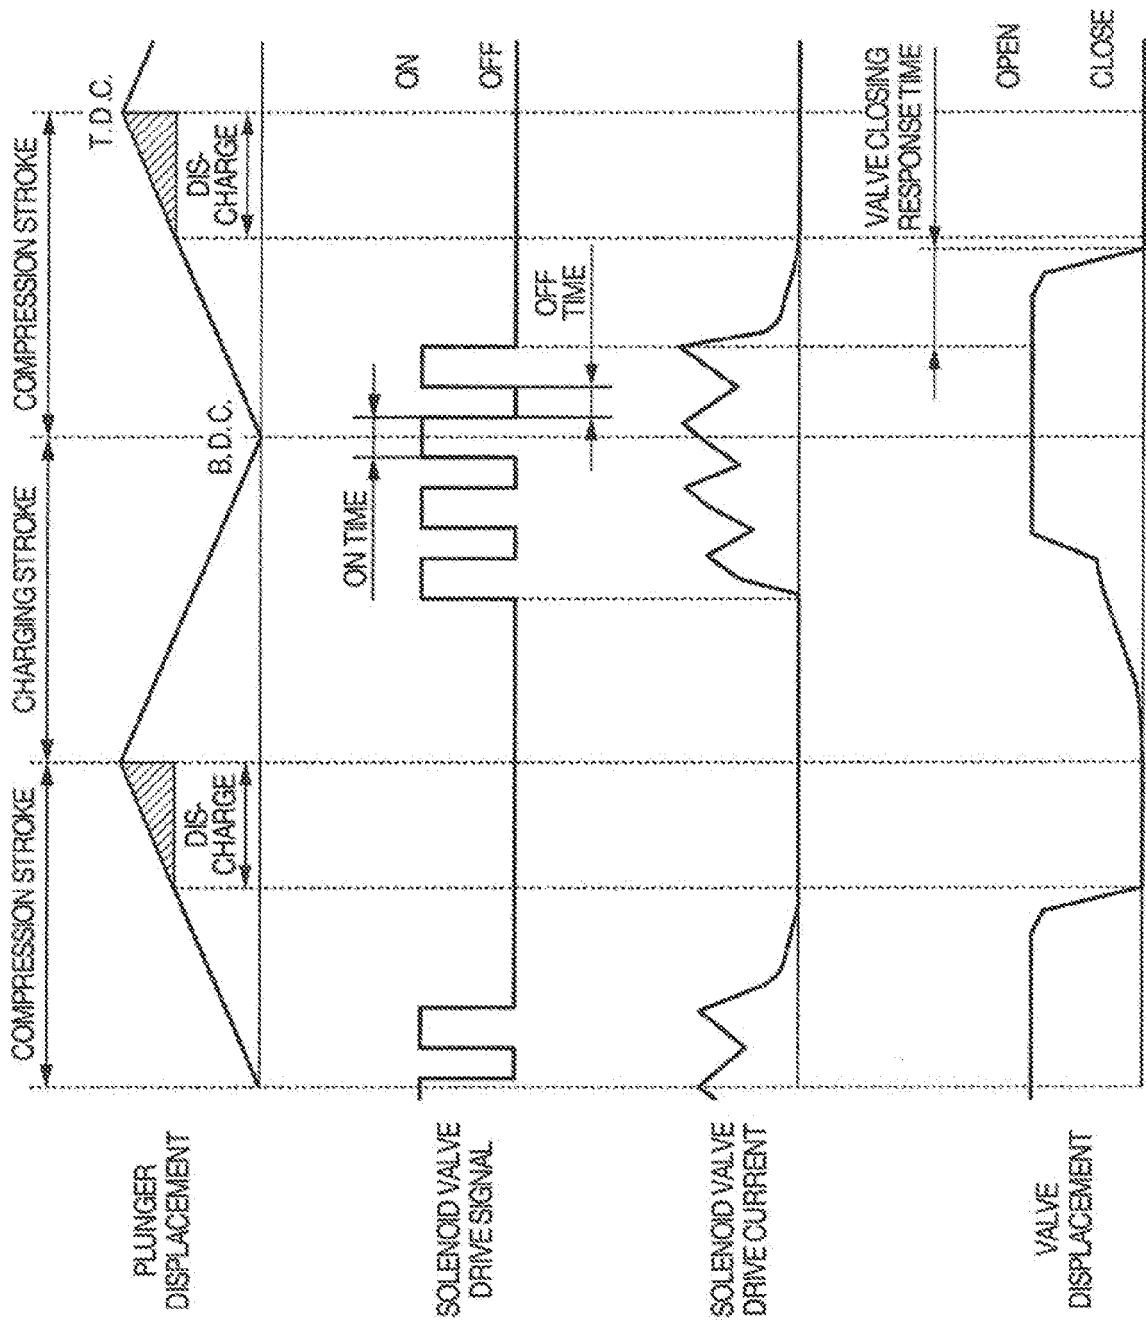 COMPRESSION STROKE
CHARGING STROKE
COMPRESSION STROKE
PLUNGER
DISPLACEMENT
DIS-
CHARGE
B.D.C.
T.D.C.
DIS-
CHARGE
SOLENOID VALVE
DRIVE SIGNAL
ON TIME
OFF
TIME
ON
OFF
SOLENOID VALVE
DRIVE CURRENT
VALVE CLOSING
RESPONSE TIME
VALVE
DISPLACEMENT
OPEN
CLOSE